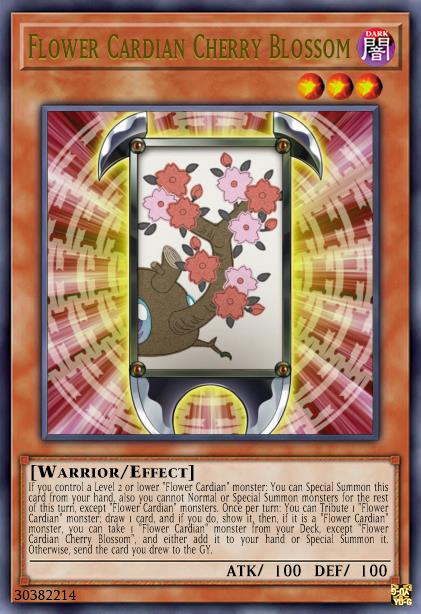 Flower Cardian Cherry Blossom
DARK
闇
[Warrior/Effect]
If you control a Level 2 or lower "Flower Cardian" monster: You can Special Summon this
card from your hand, also you cannot Normal or Special Summon monsters for the rest
of this turn, except "Flower Cardian" monsters. Once per turn: You can Tribute 1 "Flower
Cardian" monster; draw 1 card, and if you do, show it, then, if it is a "Flower Cardian"
monster, you can take 1 "Flower Cardian" monster from your Deck, except "Flower
Cardian Cherry Blossom", and either add it to your hand or Special Summon it.
Otherwise, send the card you drew to the GY.
ATK/ 100 DEF/ 100
30382214